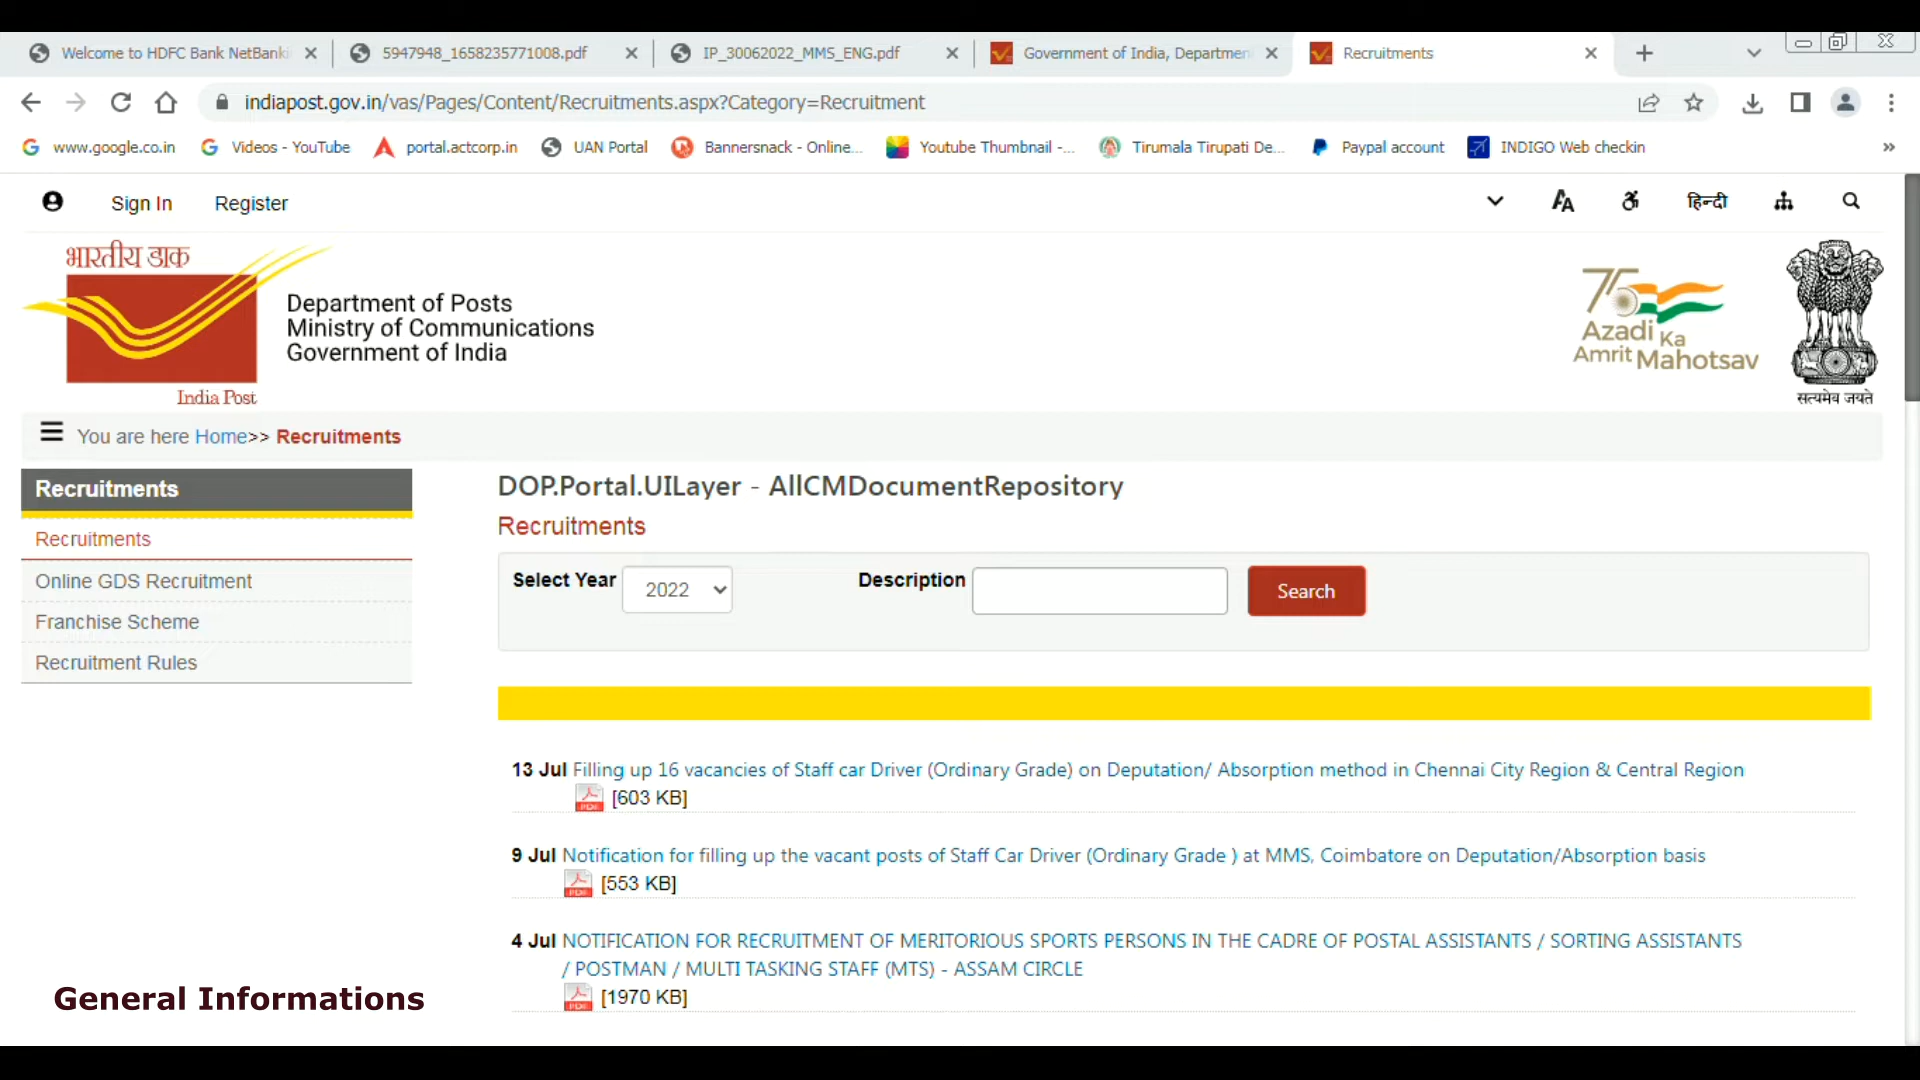 Welcome to HDFC Bank NetBanki
5947948_1658235771008.pdf
IP_30062022_MMS_ENG.pdf
Government of India, Departmen
Recruitments
indiapost.gov.in/vas/Pages/Content/Recruitments.aspx?Category=Recruitment
www.google.co.in
Videos - YouTube
portal.actcorp.in
UAN Portal
Bannersnack - Online...
Youtube Thumbnail -...
Tirumala Tirupati De...
Paypal account
INDIGO Web checkin
Sign In
Register
हिन्दी
भारतीय डाक
India Post
Department of Posts
Ministry of Communications
Government of India
75
Azadi Ka
Amrit Mahotsav
सत्यमेव जयते
You are here Home>> Recruitments
Recruitments
Recruitments
Online GDS Recruitment
Franchise Scheme
Recruitment Rules
DOP.Portal.UILayer - AllCMDocumentRepository
Recruitments
Select Year 2022 Description Search
13 Jul Filling up 16 vacancies of Staff car Driver (Ordinary Grade) on Deputation/ Absorption method in Chennai City Region & Central Region
PDF [603 KB]
9 Jul Notification for filling up the vacant posts of Staff Car Driver (Ordinary Grade ) at MMS, Coimbatore on Deputation/Absorption basis
PDF [553 KB]
4 Jul NOTIFICATION FOR RECRUITMENT OF MERITORIOUS SPORTS PERSONS IN THE CADRE OF POSTAL ASSISTANTS / SORTING ASSISTANTS
/ POSTMAN / MULTI TASKING STAFF (MTS) - ASSAM CIRCLE
PDF [1970 KB]
General Informations